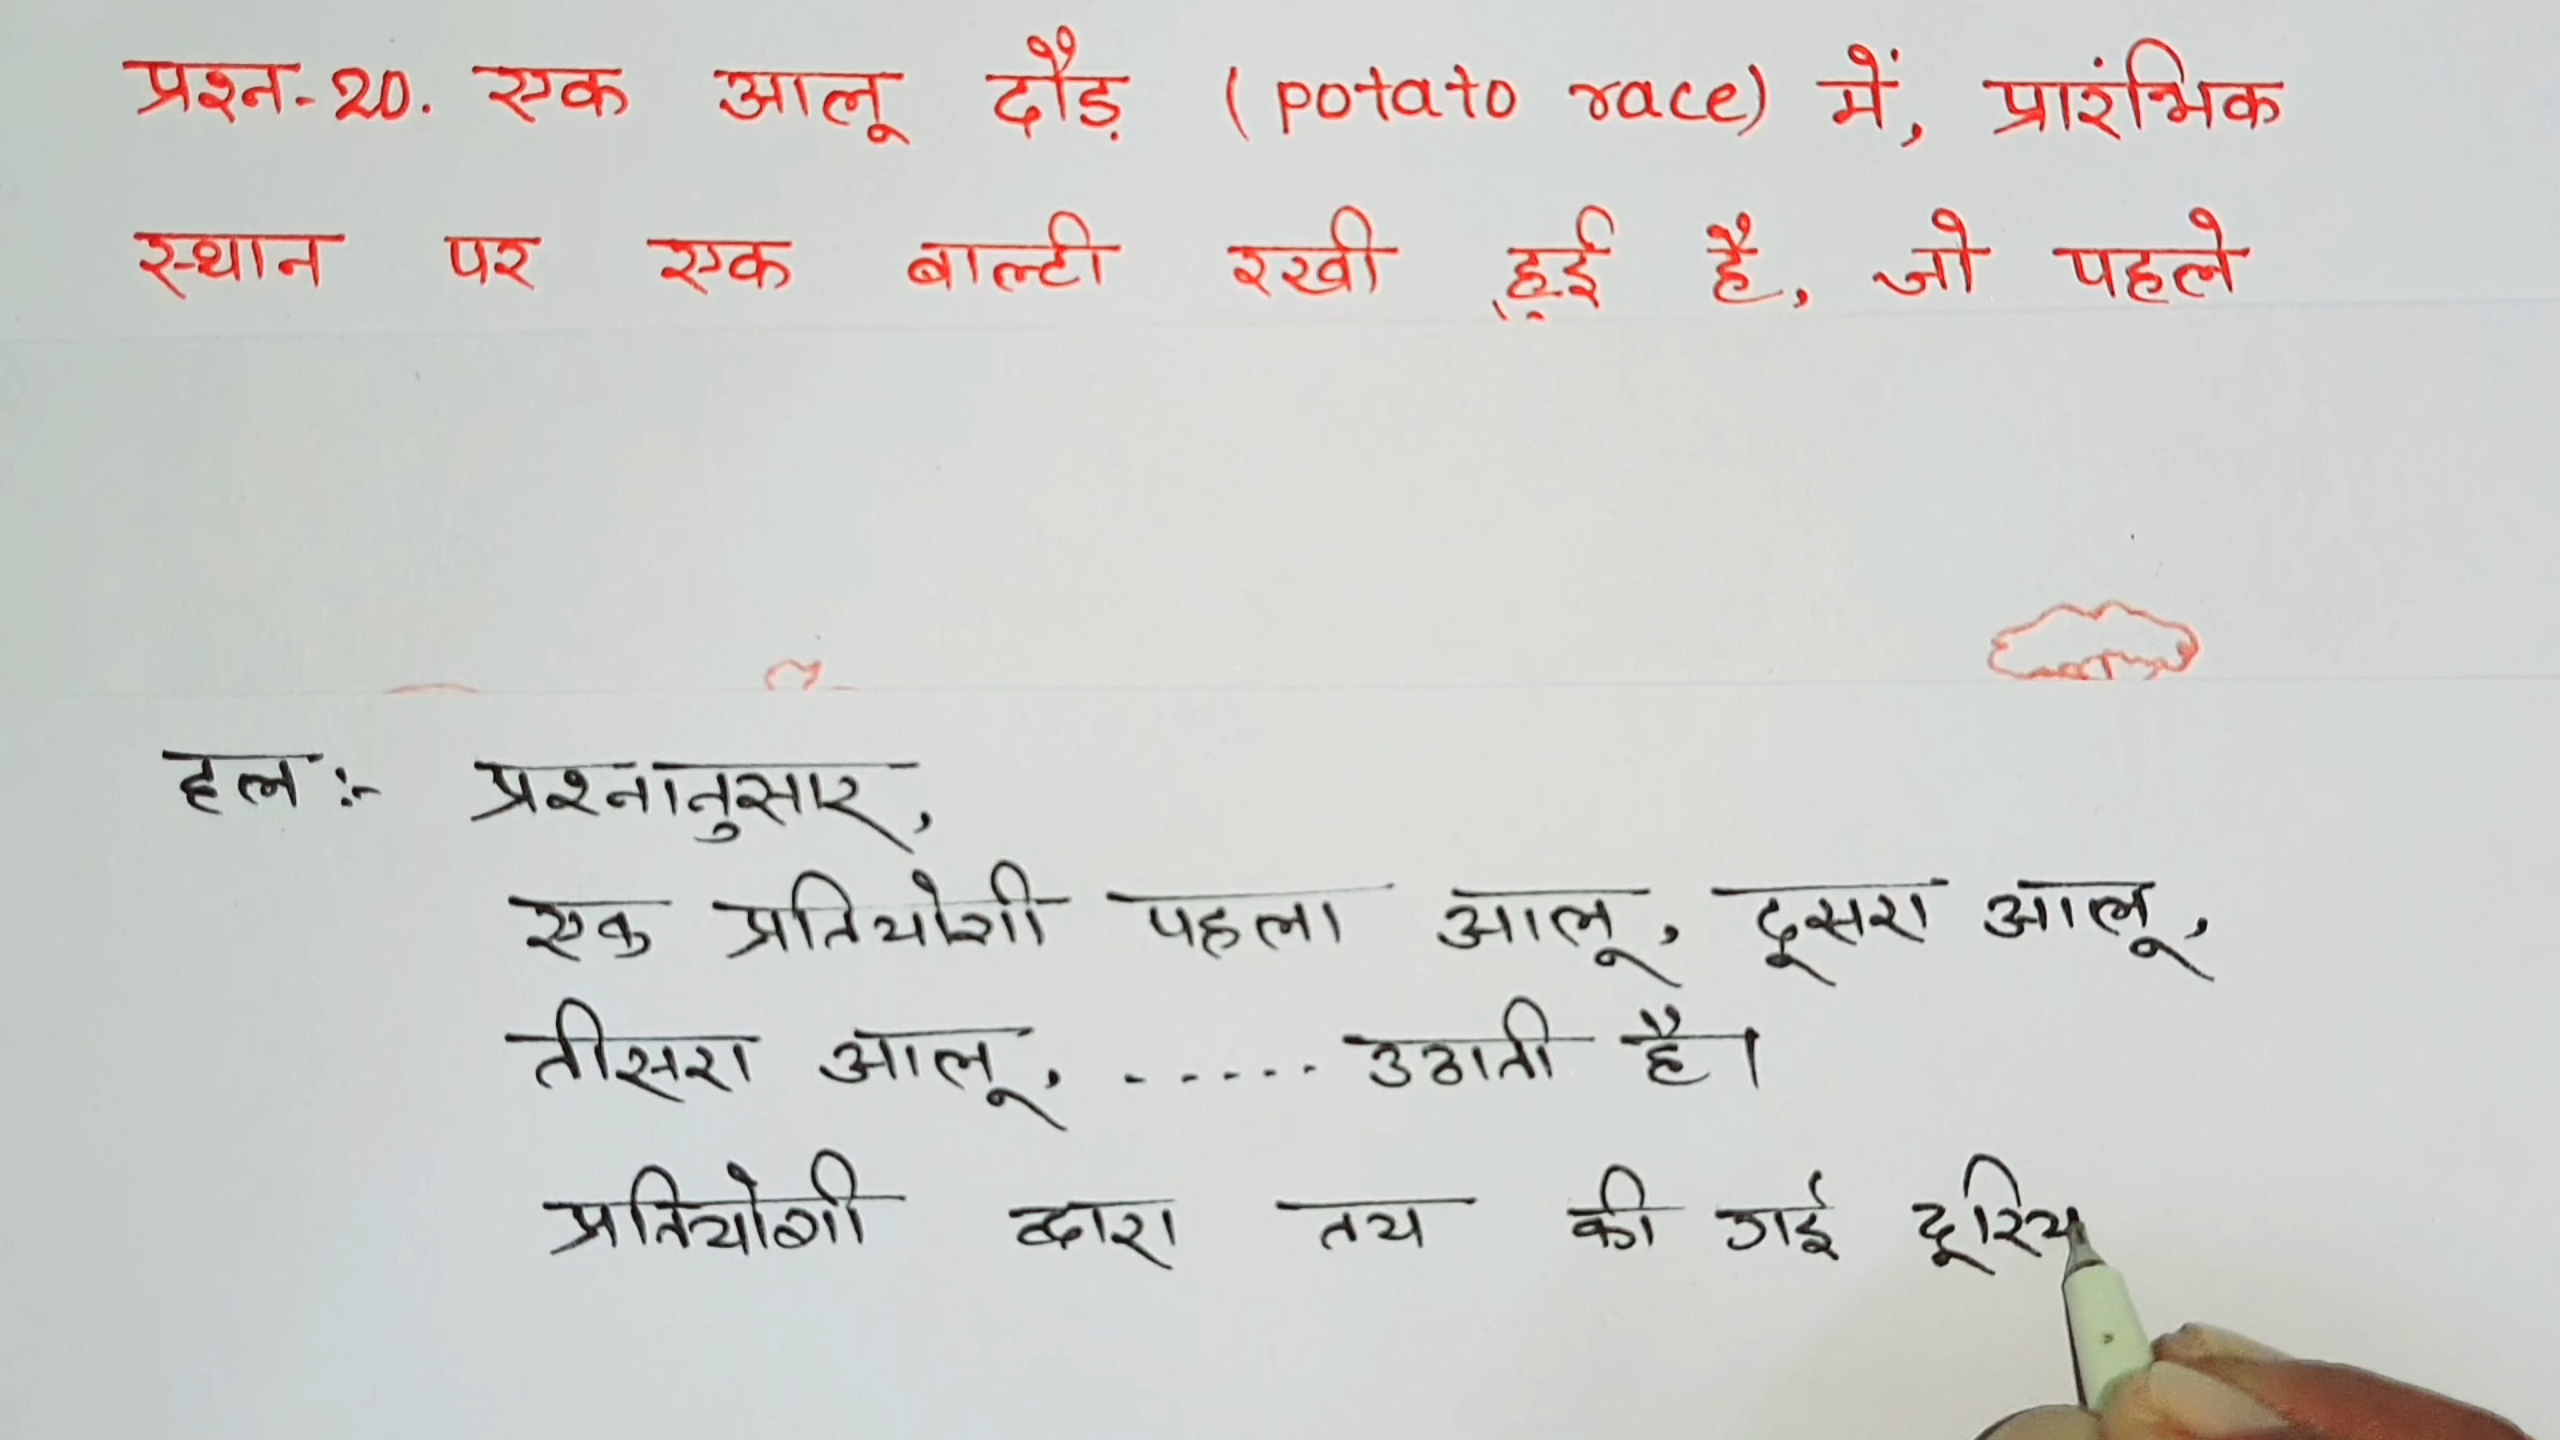 प्रश्न-20. एक आलू दौड़ (potato race) में, प्रारंभिक
स्थान पर एक बाल्टी रखी हुई है, जो पहले
हल :- प्रश्नानुसार,
एक प्रतियोगी पहला आलू, दूसरा आलू,
तीसरा आलू, ...... उठाती है।
प्रतियोगी द्वारा तय की गई दूरिय